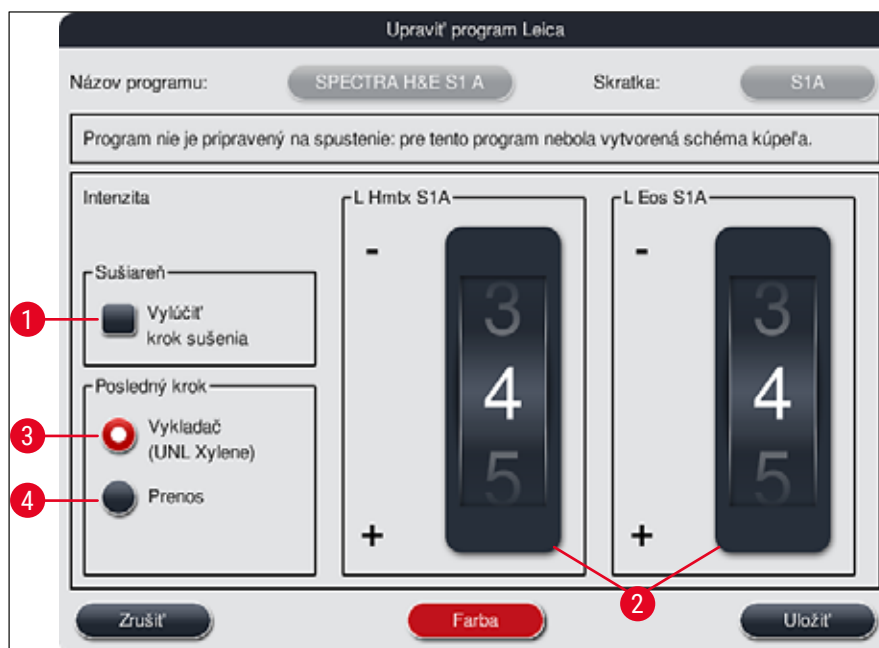 Upraviť program Leica
Názov programu: SPECTRA H&E S1 A Skratka: S1A
Program nie je pripravený na spustenie: pre tento program nebola vytvorená schéma kúpeľa.
Intenzita
L Hmtx S1A
L Eos S1A
- -
Sušiareň
1 Vylúčiť
krok sušenia
3 3
4 4
5 5
Posledný krok
3 Vykladač
(UNL Xylene)
4 Prenos
+ +
2
Zrušiť Farba Uložiť